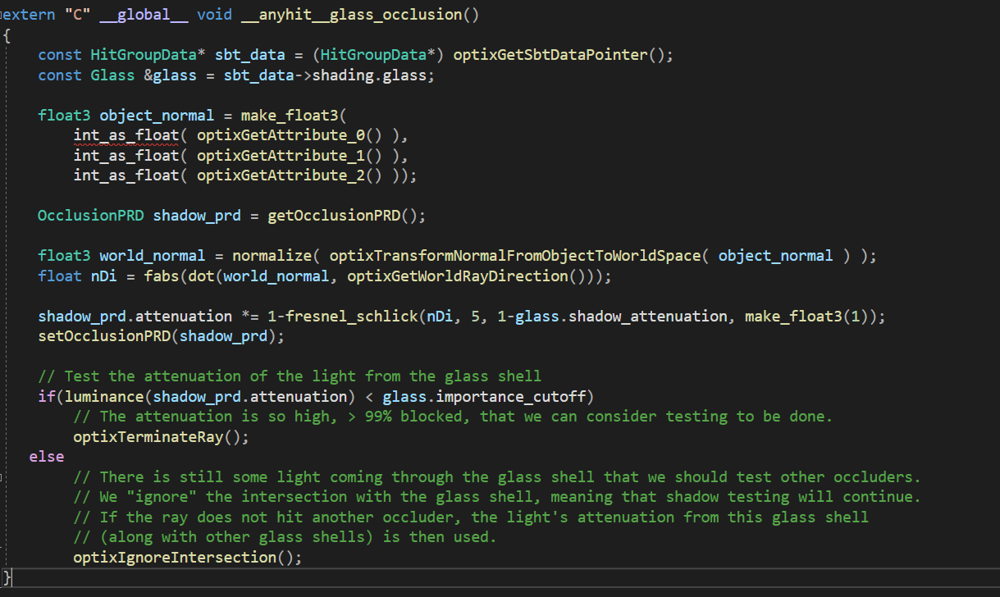 extern "C" __global__ void __anyhit__glass_occlusion()
{
    const HitGroupData* sbt_data = (HitGroupData*) optixGetSbtDataPointer();
    const Glass &glass = sbt_data->shading.glass;

    float3 object_normal = make_float3(
        int_as_float( optixGetAttribute_0() ),
        int_as_float( optixGetAttribute_1() ),
        int_as_float( optixGetAttribute_2() ));

    OcclusionPRD shadow_prd = getOcclusionPRD();

    float3 world_normal = normalize( optixTransformNormalFromObjectToWorldSpace( object_normal ) );
    float nDi = fabs(dot(world_normal, optixGetWorldRayDirection()));

    shadow_prd.attenuation *= 1-fresnel_schlick(nDi, 5, 1-glass.shadow_attenuation, make_float3(1));
    setOcclusionPRD(shadow_prd);

    // Test the attenuation of the light from the glass shell
    if(luminance(shadow_prd.attenuation) < glass.importance_cutoff)
        // The attenuation is so high, > 99% blocked, that we can consider testing to be done.
        optixTerminateRay();
   else
        // There is still some light coming through the glass shell that we should test other occluders.
        // We "ignore" the intersection with the glass shell, meaning that shadow testing will continue.
        // If the ray does not hit another occluder, the light's attenuation from this glass shell
        // (along with other glass shells) is then used.
        optixIgnoreIntersection();
}